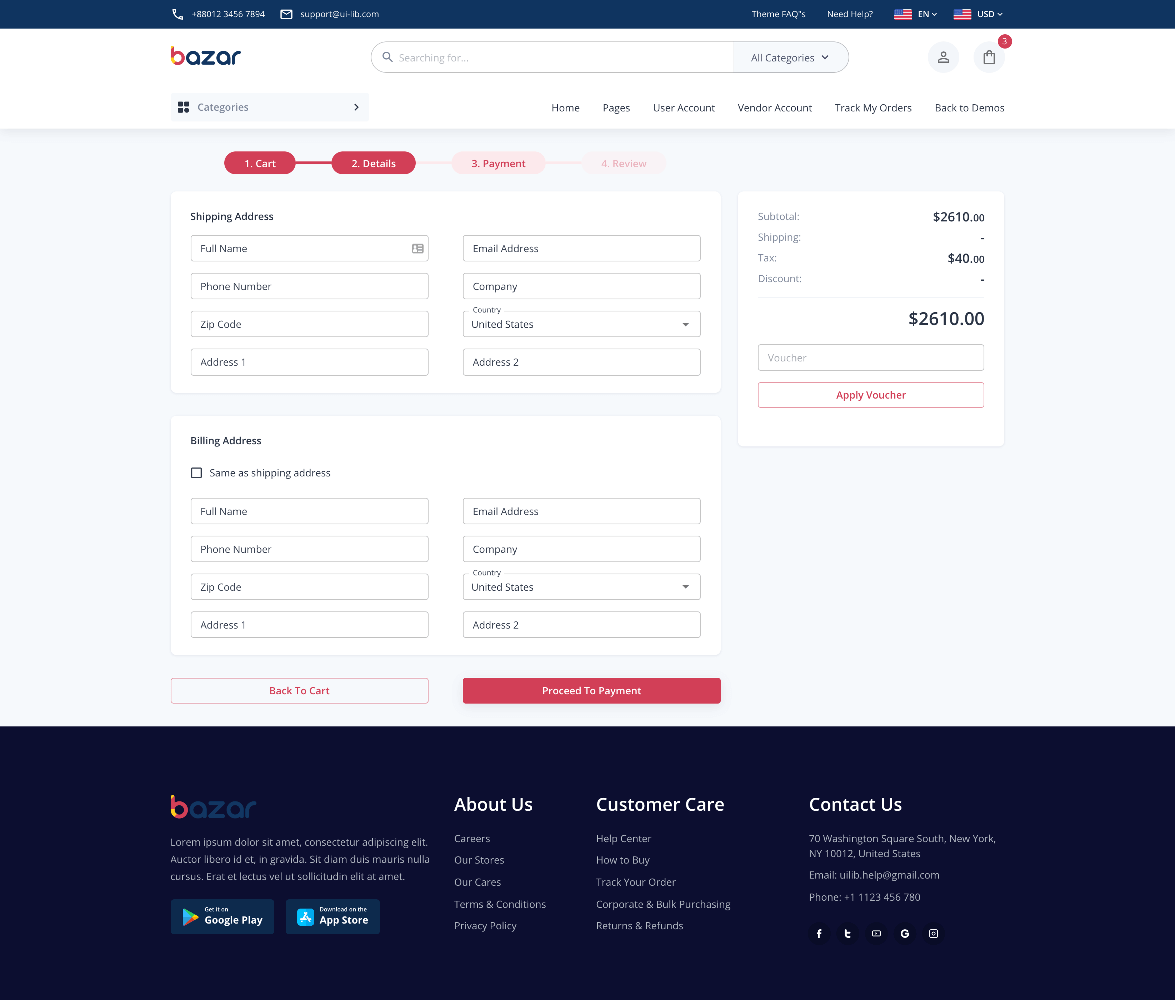 +88012 3456 7894 support@ui-lib.com Theme FAQ"s Need Help? EN USD
bazar Searching for... All Categories 3
Categories Home Pages User Account Vendor Account Track My Orders Back to Demos
1. Cart 2. Details 3. Payment 4. Review
Shipping Address
Full Name Email Address
Phone Number Company
Country
Zip Code United States
Address 1 Address 2
Subtotal: $2610.00
Shipping: -
Tax: $40.00
Discount: -
$2610.00
Voucher
Apply Voucher
Billing Address
Same as shipping address
Full Name Email Address
Phone Number Company
Country
Zip Code United States
Address 1 Address 2
Back To Cart Proceed To Payment
bazar
Lorem ipsum dolor sit amet, consectetur adipiscing elit.
Auctor libero id et, in gravida. Sit diam duis mauris nulla
cursus. Erat et lectus vel ut sollicitudin elit at amet.
Get it on
Google Play
Download on the
App Store
About Us
Careers
Our Stores
Our Cares
Terms & Conditions
Privacy Policy
Customer Care
Help Center
How to Buy
Track Your Order
Corporate & Bulk Purchasing
Returns & Refunds
Contact Us
70 Washington Square South, New York,
NY 10012, United States
Email: uilib.help@gmail.com
Phone: +1 1123 456 780